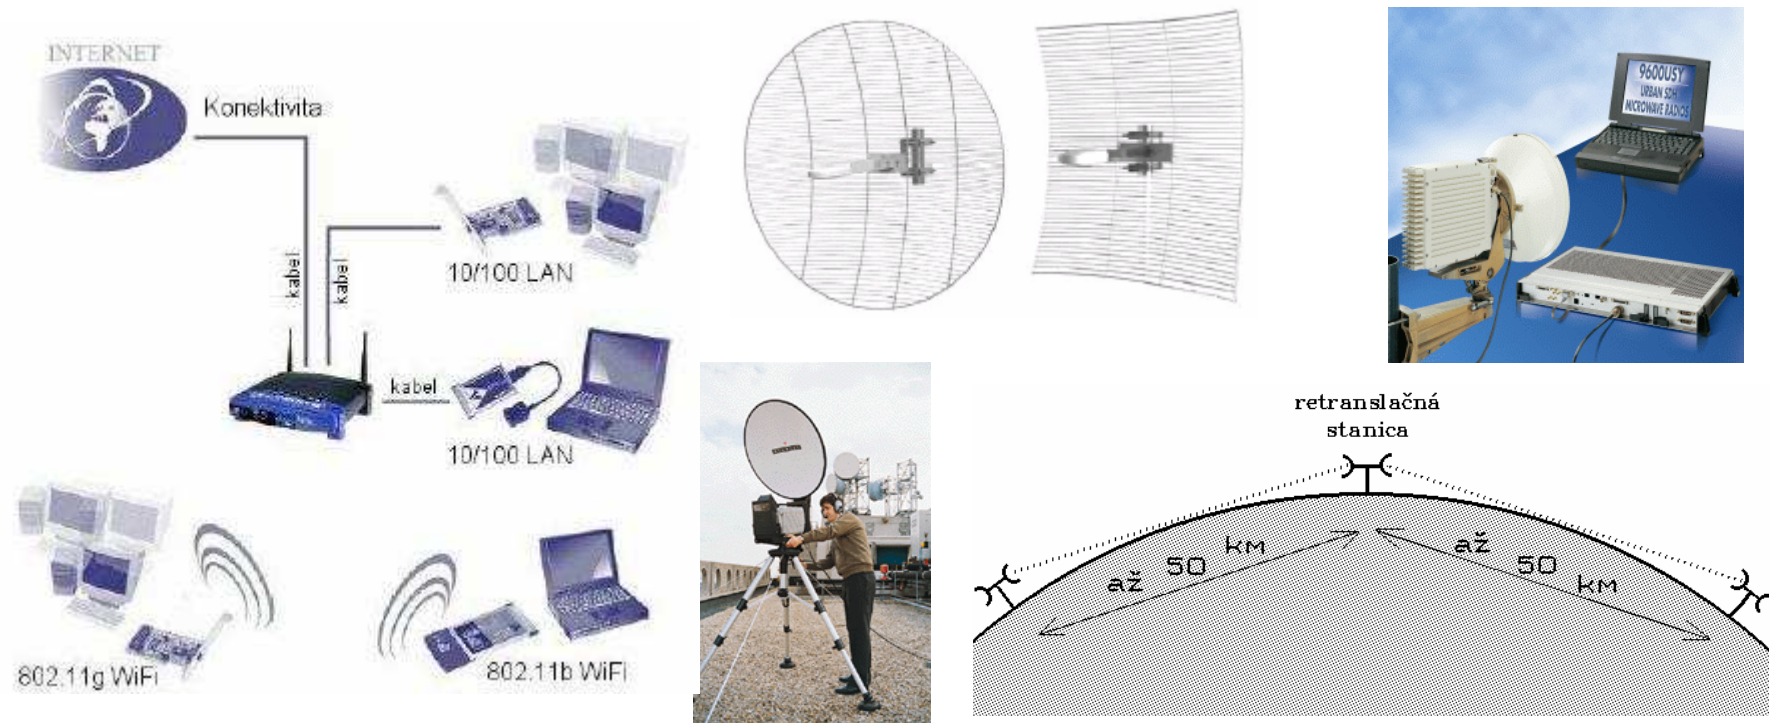 INTERNET
Konektivita
kabel
kabel
10/100 LAN
kabel
10/100 LAN
802.11g WiFi
802.11b WiFi
9600USY
URBAN SDH
MICROWAVE RADIOS
retranslačná
stanica
až 50 km
až 50 km